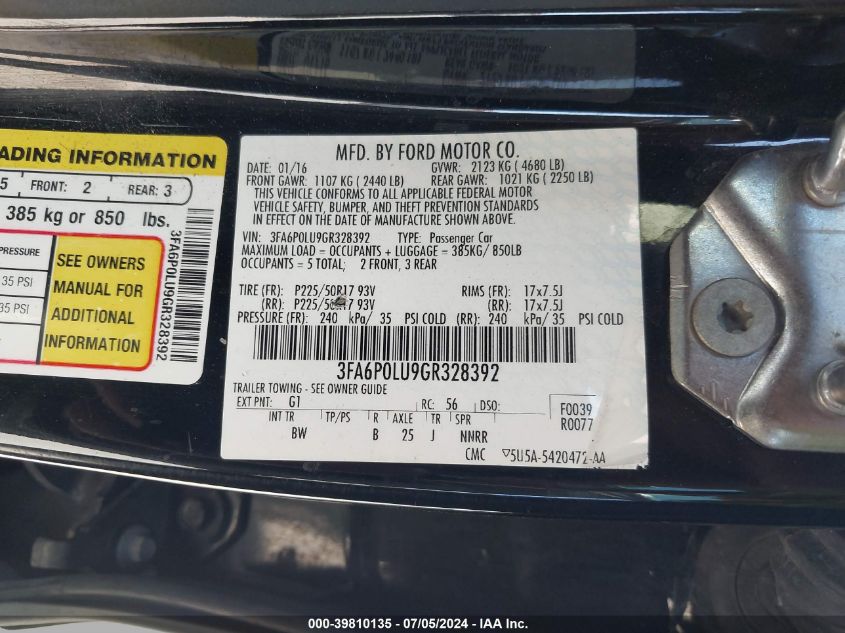 ADING INFORMATION
5 FRONT: 2 REAR: 3
385 kg or 850 lbs.
PRESSURE
35 PSI
35 PSI
SEE OWNERS
MANUAL FOR
ADDITIONAL
INFORMATION
3FA6P0LU9GR328392
MFD. BY FORD MOTOR CO.
DATE: 01/16 GVWR: 2123 KG ( 4680 LB)
FRONT GAWR: 1107 KG ( 2440 LB) REAR GAWR: 1021 KG ( 2250 LB)
THIS VEHICLE CONFORMS TO ALL APPLICABLE FEDERAL MOTOR
VEHICLE SAFETY, BUMPER, AND THEFT PREVENTION STANDARDS
IN EFFECT ON THE DATE OF MANUFACTURE SHOWN ABOVE.
VIN: 3FA6P0LU9GR328392 TYPE: Passenger Car
MAXIMUM LOAD = OCCUPANTS + LUGGAGE = 385KG/ 850LB
OCCUPANTS = 5 TOTAL; 2 FRONT, 3 REAR
TIRE (FR): P225/50R17 93V RIMS (FR): 17x7.5J
(RR): P225/50R17 93V (RR): 17x7.5J
PRESSURE (FR): 240 kPa/ 35 PSI COLD (RR): 240 kPa/ 35 PSI COLD
3FA6P0LU9GR328392
TRAILER TOWING - SEE OWNER GUIDE
EXT PNT: G1 RC: 56 DSO: F0039
R0077
INT TR TP/PS R AXLE TR SPR
BW B 25 J NNRR
CMC 5U5A-5420472-AA
000-39810135 - 07/05/2024 - IAA Inc.